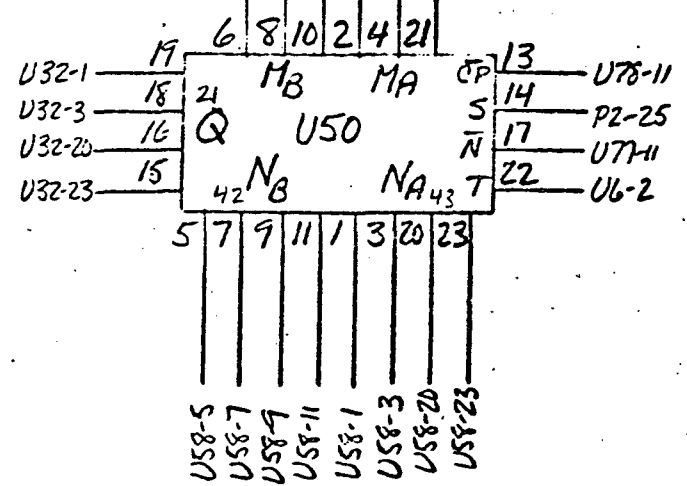 6 8 10 2 4 21
U32-1 19 MB MA C̄P̄ 13 U78-11
U32-3 18 21 S 14 P2-25
Q U50
U32-20 16 N̄ 17 U77-11
U32-23 15 42 NB NA 43 T 22 U6-2
5 7 9 11 1 3 20 23
U58-5
U58-7
U58-9
U58-11
U58-1
U58-3
U58-20
U58-23